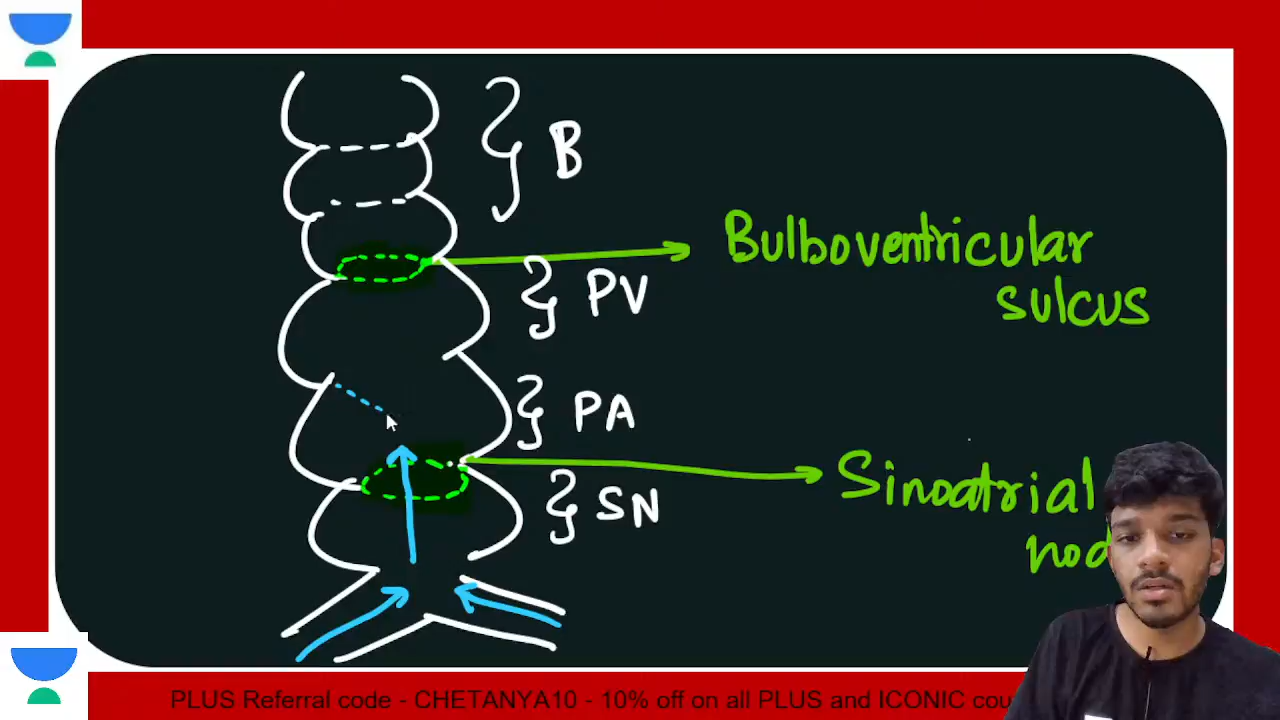 B
Bulboventricular
sulcus
PV
PA
Sinoatrial
SN
PLUS Referral code - CHETANYA10 - 10% off on all PLUS and ICONIC